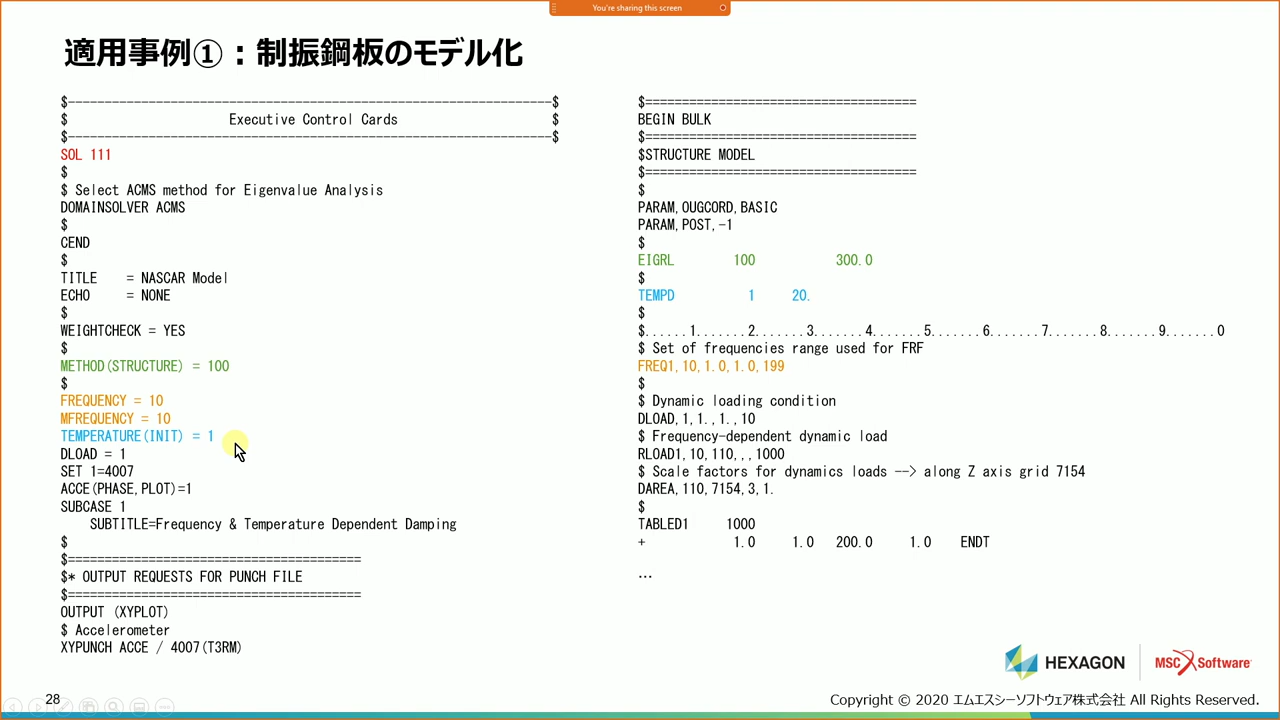 You're sharing this screen
適用事例①：制振鋼板のモデル化
$------------------------------------------------------------------$
$                      Executive Control Cards                     $
$------------------------------------------------------------------$
SOL 111
$
$ Select ACMS method for Eigenvalue Analysis
DOMAINSOLVER ACMS
$
CEND
$
TITLE    = NASCAR Model
ECHO     = NONE
$
WEIGHTCHECK = YES
$
METHOD(STRUCTURE) = 100
$
FREQUENCY = 10
MFREQUENCY = 10
TEMPERATURE(INIT) = 1
DLOAD = 1
SET 1=4007
ACCE(PHASE,PLOT)=1
SUBCASE 1
    SUBTITLE=Frequency & Temperature Dependent Damping
$
$========================================
$* OUTPUT REQUESTS FOR PUNCH FILE
$========================================
OUTPUT (XYPLOT)
$ Accelerometer
XYPUNCH ACCE / 4007(T3RM)
$=====================================
BEGIN BULK
$=====================================
$STRUCTURE MODEL
$=====================================
$
PARAM,OUGCORD,BASIC
PARAM,POST,-1
$
EIGRL        100           300.0
$
TEMPD          1     20.
$
$......1.......2.......3.......4.......5.......6.......7.......8.......9.......0
$ Set of frequencies range used for FRF
FREQ1,10,1.0,1.0,199
$
$ Dynamic loading condition
DLOAD,1,1.,1.,10
$ Frequency-dependent dynamic load
RLOAD1,10,110,,,1000
$ Scale factors for dynamics loads --> along Z axis grid 7154
DAREA,110,7154,3,1.
$
TABLED1     1000
+            1.0     1.0   200.0     1.0    ENDT
...
HEXAGON
MSC Software
28
Copyright © 2020 エムエスシーソフトウェア株式会社 All Rights Reserved.